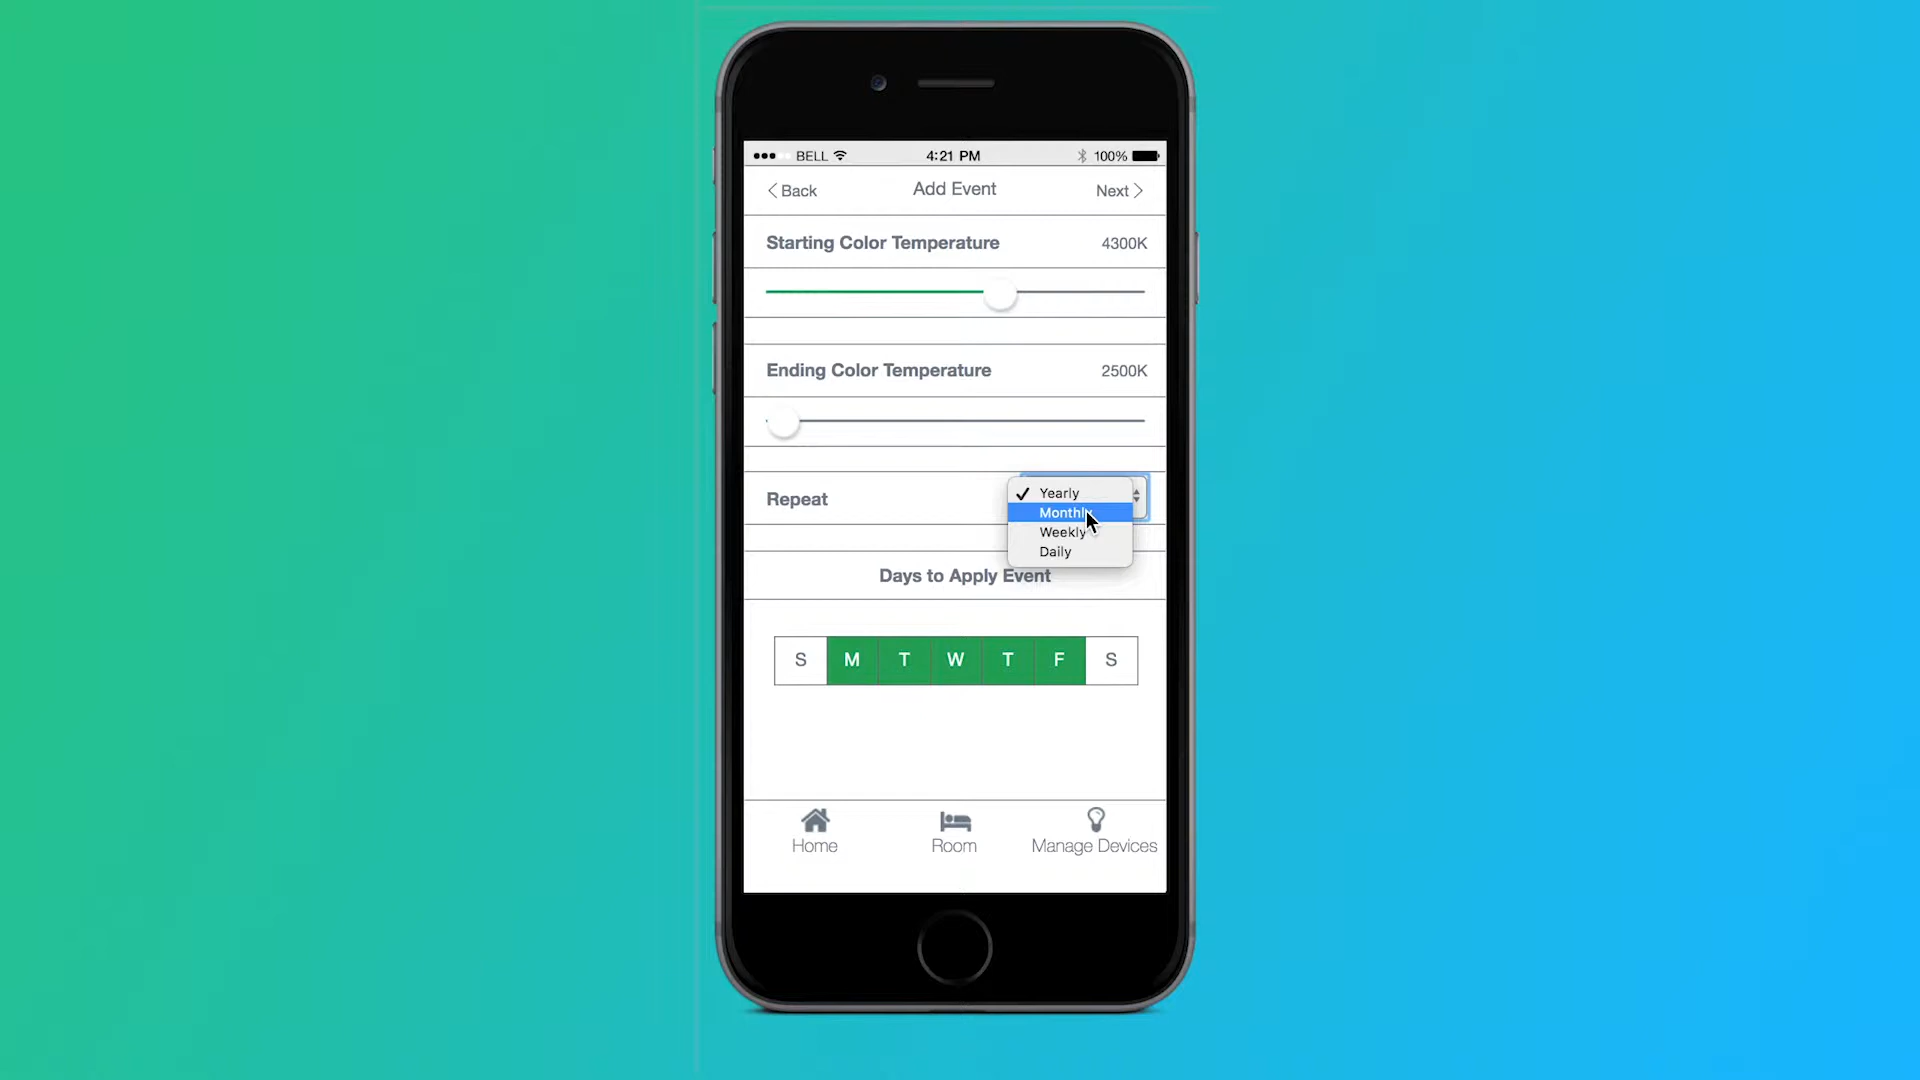 BELL 4:21 PM 100%
Back Add Event Next
Starting Color Temperature 4300K
Ending Color Temperature 2500K
Repeat
Yearly
Monthly
Weekly
Daily
Days to Apply Event
S M T W T F S
Home Room Manage Devices